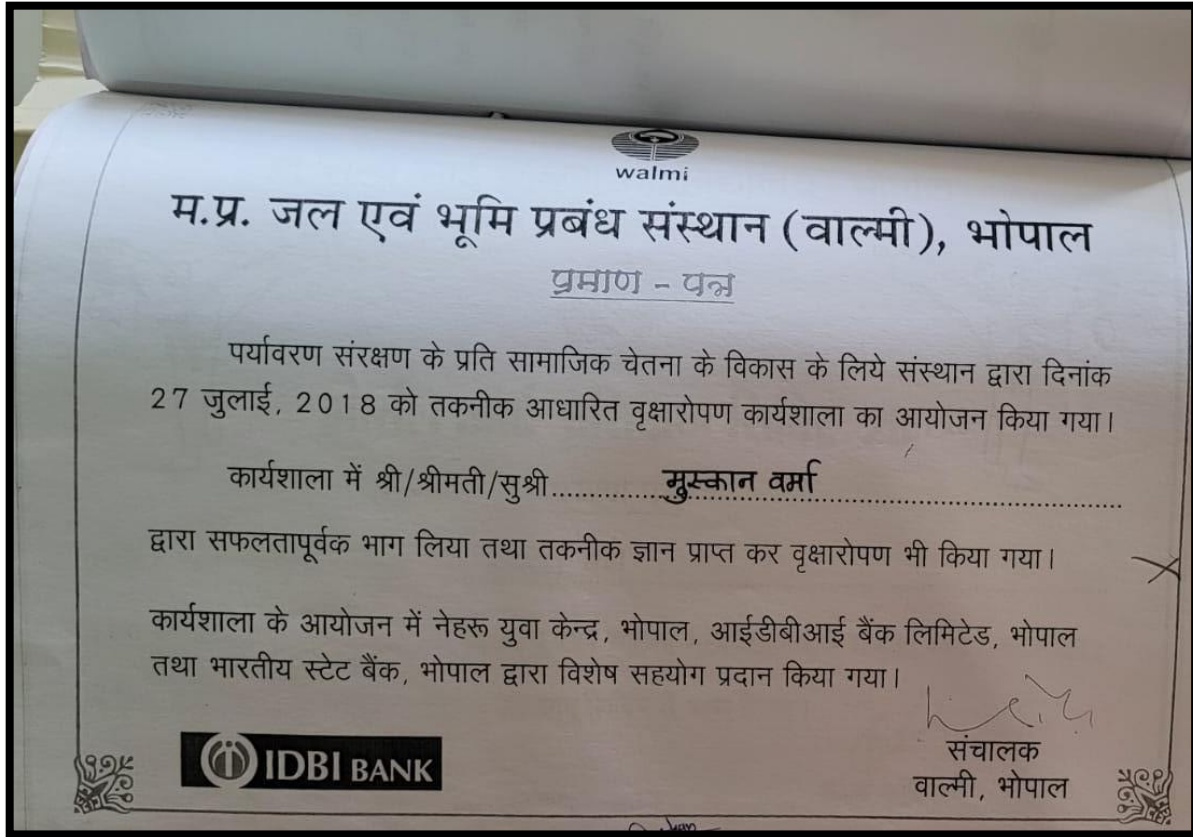 walmi
म.प्र. जल एवं भूमि प्रबंध संस्थान (वाल्मी), भोपाल
प्रमाण - पत्र
पर्यावरण संरक्षण के प्रति सामाजिक चेतना के विकास के लिये संस्थान द्वारा दिनांक
27 जुलाई, 2018 को तकनीक आधारित वृक्षारोपण कार्यशाला का आयोजन किया गया।
कार्यशाला में श्री/श्रीमती/सुश्री............मुस्कान वर्मा....................................
द्वारा सफलतापूर्वक भाग लिया तथा तकनीक ज्ञान प्राप्त कर वृक्षारोपण भी किया गया।
कार्यशाला के आयोजन में नेहरू युवा केन्द्र, भोपाल, आईडीबीआई बैंक लिमिटेड, भोपाल
तथा भारतीय स्टेट बैंक, भोपाल द्वारा विशेष सहयोग प्रदान किया गया।
IDBI BANK
संचालक
वाल्मी, भोपाल